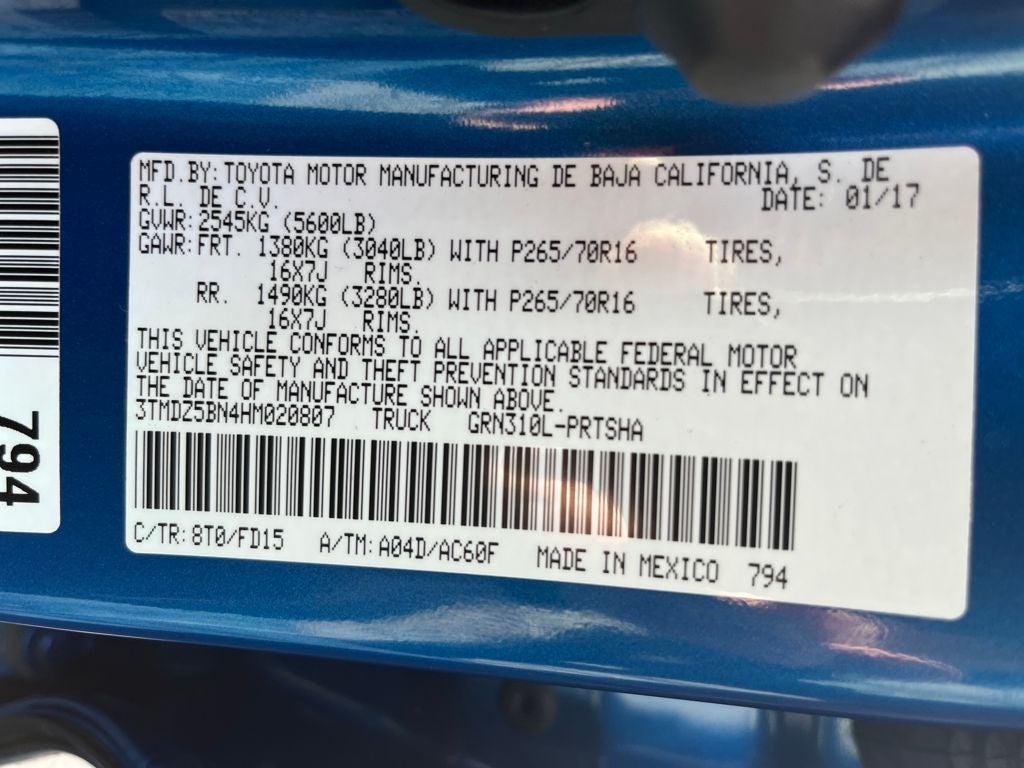 MFD.BY:TOYOTA MOTOR MANUFACTURING DE BAJA CALIFORNIA, S. DE
R.L. DE C.V. DATE: 01/17
GVWR:2545KG (5600LB)
GAWR:FRT. 1380KG (3040LB) WITH P265/70R16 TIRES,
16X7J RIMS.
RR. 1490KG (3280LB) WITH P265/70R16 TIRES,
16X7J RIMS.
THIS VEHICLE CONFORMS TO ALL APPLICABLE FEDERAL MOTOR
VEHICLE SAFETY AND THEFT PREVENTION STANDARDS IN EFFECT ON
THE DATE OF MANUFACTURE SHOWN ABOVE.
3TMDZ5BN4HM020807 TRUCK GRN310L-PRTSHA
C/TR:8T0/FD15 A/TM:A04D/AC60F MADE IN MEXICO 794
794